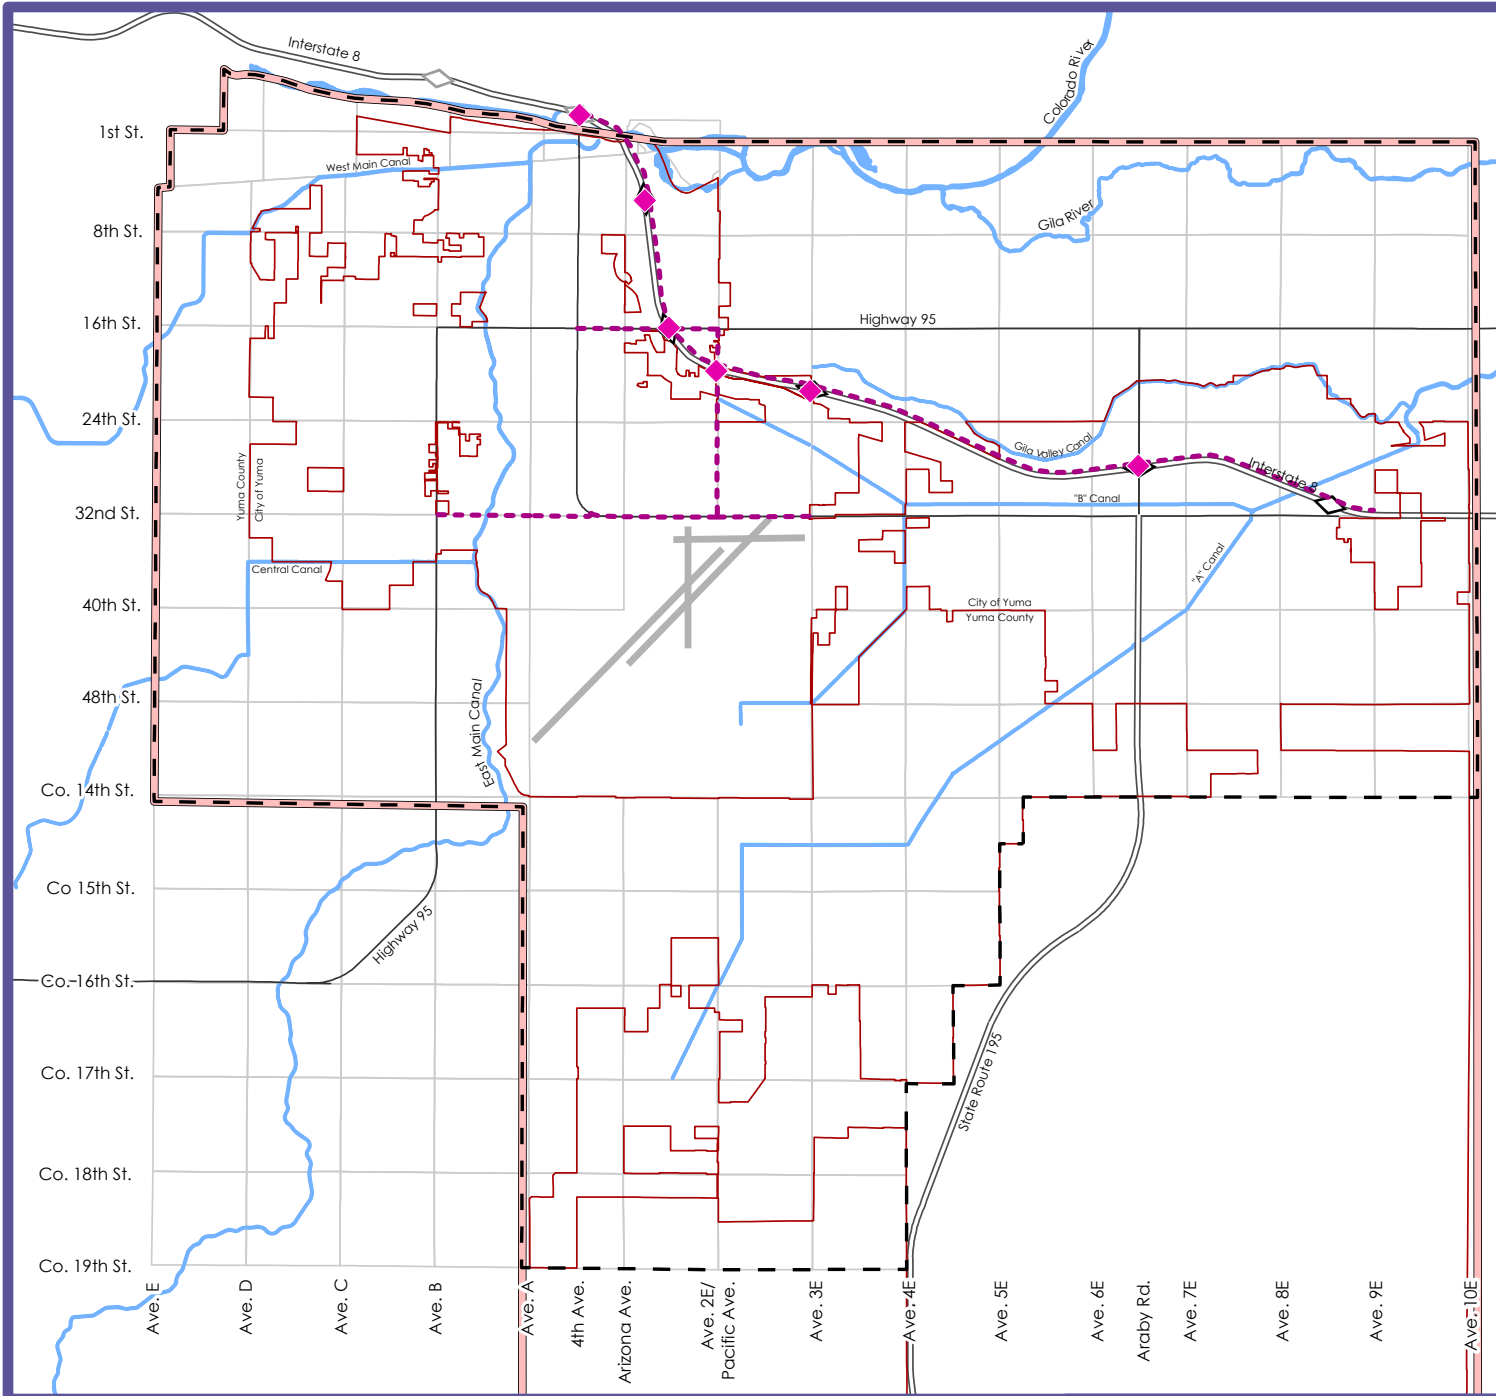 Interstate 8
Colorado River
1st St.
West Main Canal
Gila River
8th St.
16th St.
Highway 95
24th St.
Gila Valley Canal
Yuma County
City of Yuma
Interstate 8
"B" Canal
32nd St.
Central Canal
"A" Canal
40th St.
City of Yuma
Yuma County
48th St.
East Main Canal
Co. 14th St.
Co 15th St.
Highway 95
Co. 16th St.
State Route 195
Co. 17th St.
Co. 18th St.
Co. 19th St.
Ave. E
Ave. D
Ave. C
Ave. B
Ave. A
4th Ave.
Arizona Ave.
Ave. 2E/
Pacific Ave.
Ave. 3E
Ave. 4E
Ave. 5E
Ave. 6E
Araby Rd.
Ave. 7E
Ave. 8E
Ave. 9E
Ave. 10E